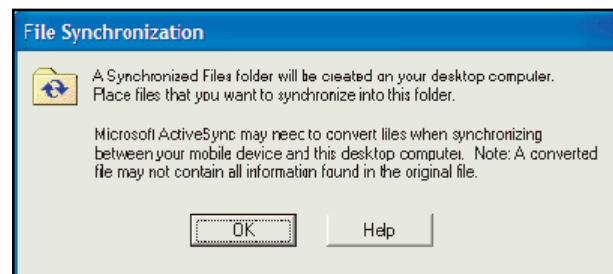 File Synchronization
A Synchronized Files folder will be created on your desktop computer.
Place files that you want to synchronize into this folder.
Microsoft ActiveSync may need to convert files when synchronizing
between your mobile device and this desktop computer. Note: A converted
file may not contain all information found in the original file.
OK
Help